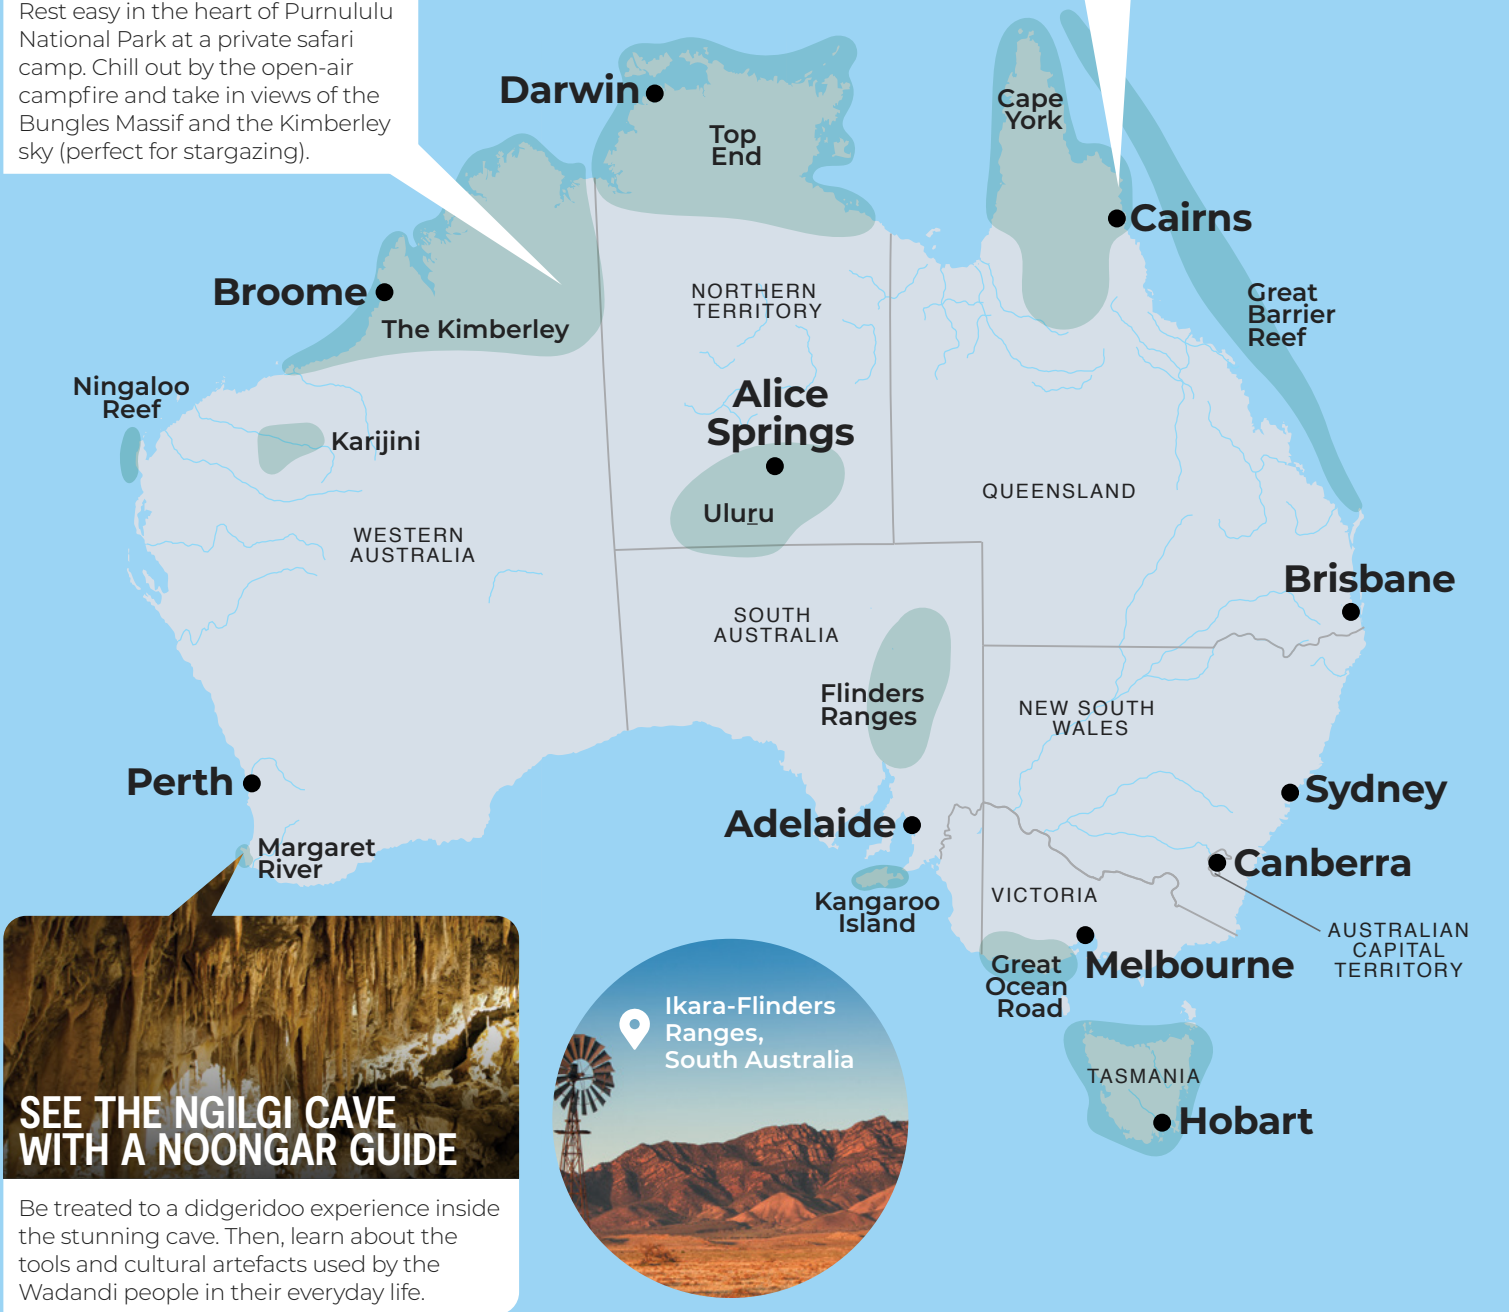 Rest easy in the heart of Purnululu
National Park at a private safari
camp. Chill out by the open-air
campfire and take in views of the
Bungles Massif and the Kimberley
sky (perfect for stargazing).
Darwin
Top
End
Cape
York
Cairns
Broome
The Kimberley
NORTHERN
TERRITORY
Great
Barrier
Reef
Ningaloo
Reef
Karijini
Alice
Springs
Uluṟu
QUEENSLAND
WESTERN
AUSTRALIA
Brisbane
SOUTH
AUSTRALIA
Flinders
Ranges
NEW SOUTH
WALES
Perth
Sydney
Adelaide
Margaret
River
Canberra
Kangaroo
Island
VICTORIA
AUSTRALIAN
CAPITAL
TERRITORY
Great
Ocean
Road
Melbourne
TASMANIA
Hobart
Ikara-Flinders
Ranges,
South Australia
SEE THE NGILGI CAVE
WITH A NOONGAR GUIDE
Be treated to a didgeridoo experience inside
the stunning cave. Then, learn about the
tools and cultural artefacts used by the
Wadandi people in their everyday life.